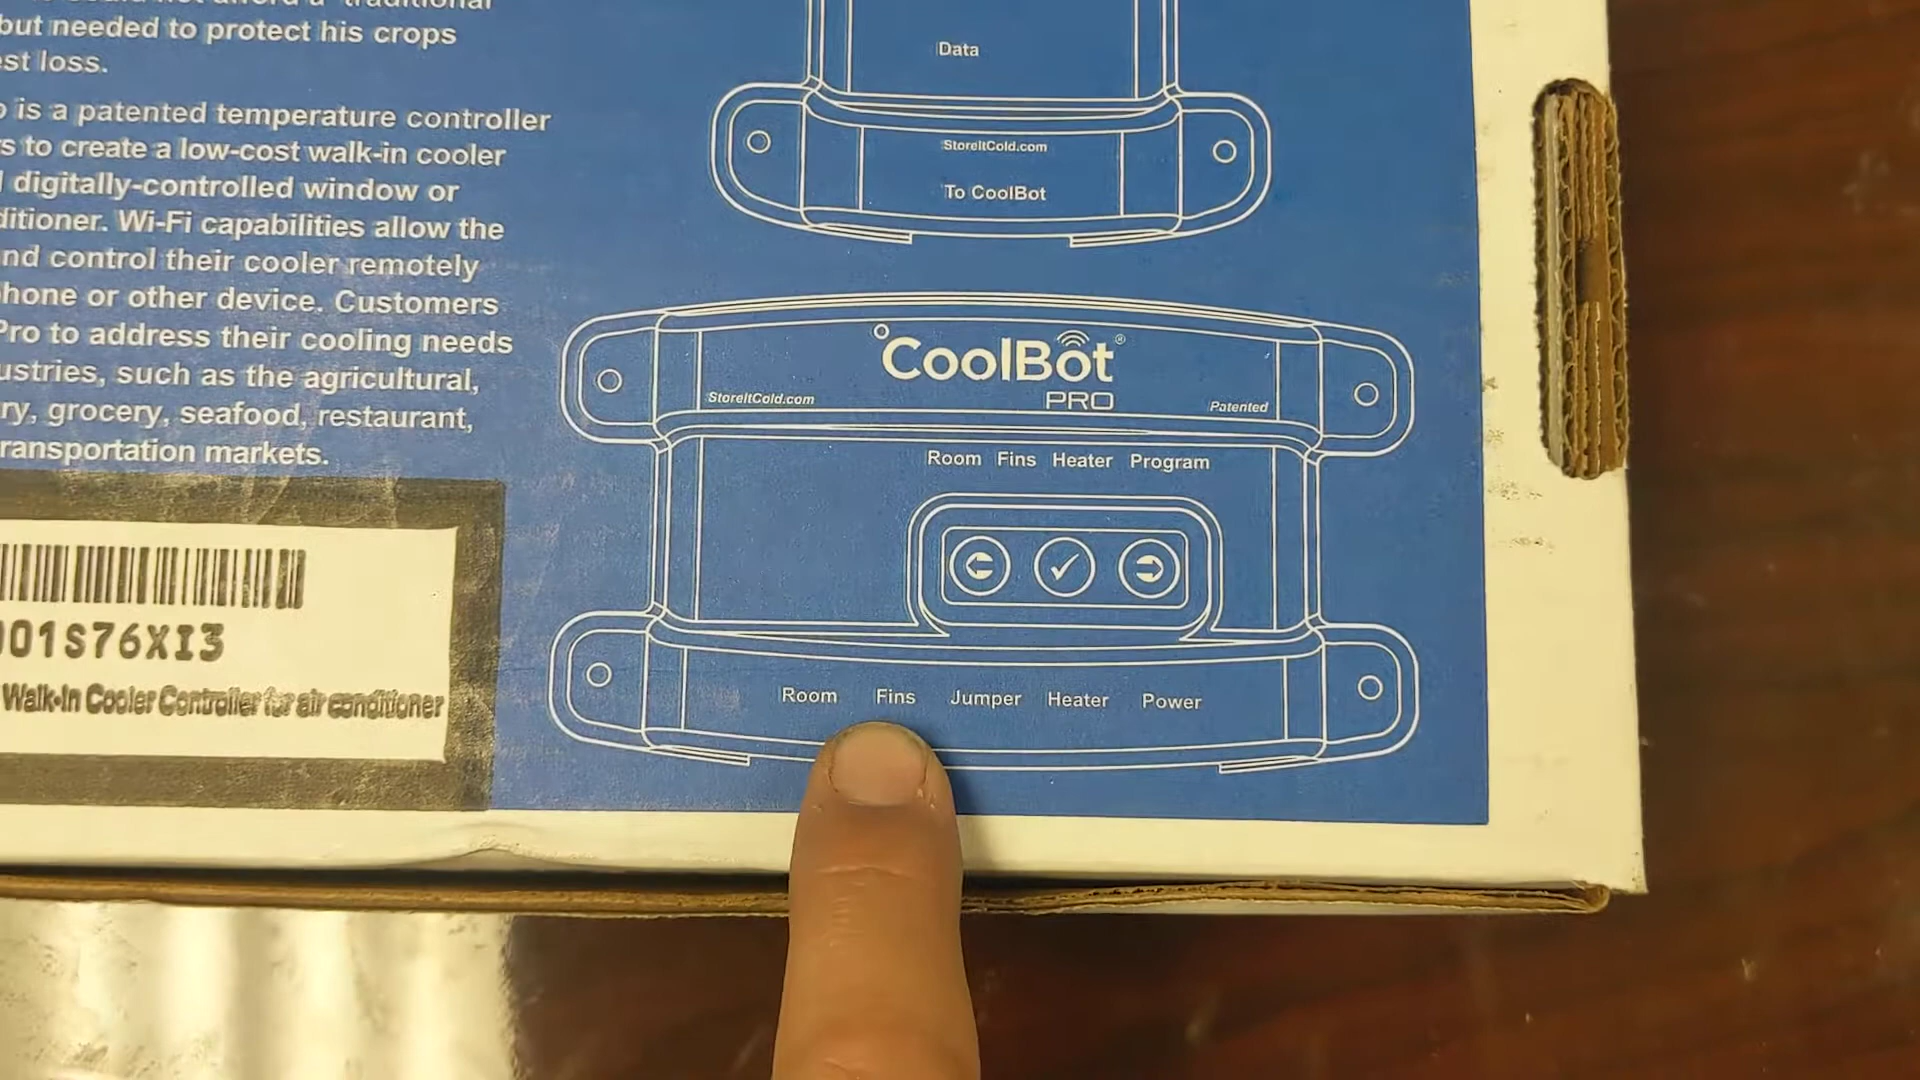 but needed to protect his crops
est loss.
is a patented temperature controller
to create a low-cost walk-in cooler
digitally-controlled window or
ditioner. Wi-Fi capabilities allow the
nd control their cooler remotely
hone or other device. Customers
Pro to address their cooling needs
ustries, such as the agricultural,
ry, grocery, seafood, restaurant,
ransportation markets.
001S76XI3
Walk-In Cooler Controller for air conditioner
Data
StoreItCold.com
To CoolBot
CoolBot®
PRO
StoreItCold.com
Patented
Room Fins Heater Program
Room Fins Jumper Heater Power